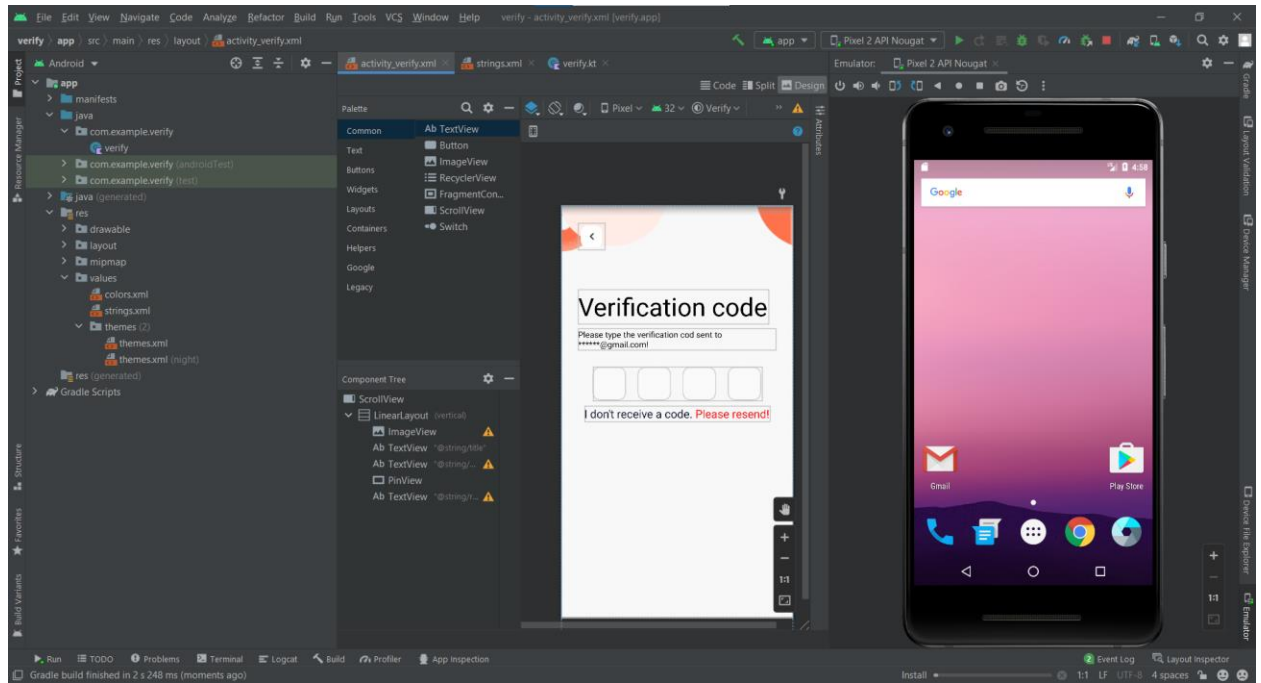 File Edit View Navigate Code Analyze Refactor Build Run Tools VCS Window Help verify - activity_verify.xml [verify.app]
verify app src main res layout activity_verify.xml
app Pixel 2 API Nougat
Android
activity_verify.xml strings.xml verify.kt
Emulator: Pixel 2 API Nougat
Code Split Design
app
manifests
java
com.example.verify
verify
com.example.verify (androidTest)
com.example.verify (test)
java (generated)
res
drawable
layout
mipmap
values
colors.xml
strings.xml
themes (2)
themes.xml
themes.xml (night)
res (generated)
Gradle Scripts
Project
Resource Manager
Structure
Favorites
Build Variants
Palette
Common
Text
Buttons
Widgets
Layouts
Containers
Helpers
Google
Legacy
Ab TextView
Button
ImageView
RecyclerView
FragmentCon...
ScrollView
Switch
Pixel 32 Verify
Attributes
Component Tree
ScrollView
LinearLayout (vertical)
ImageView
Ab TextView "@string/title"
Ab TextView "@string/...
PinView
Ab TextView "@string/r...
Verification code
Please type the verification cod sent to
******@gmail.com!
I don't receive a code. Please resend!
1:1
4:58
Google
Gmail
Play Store
1:1
Gradle
Layout Validation
Device Manager
Device File Explorer
Emulator
Run TODO Problems Terminal Logcat Build Profiler App Inspection
2 Event Log Layout Inspector
Gradle build finished in 2 s 248 ms (moments ago)
Install 1:1 LF UTF-8 4 spaces